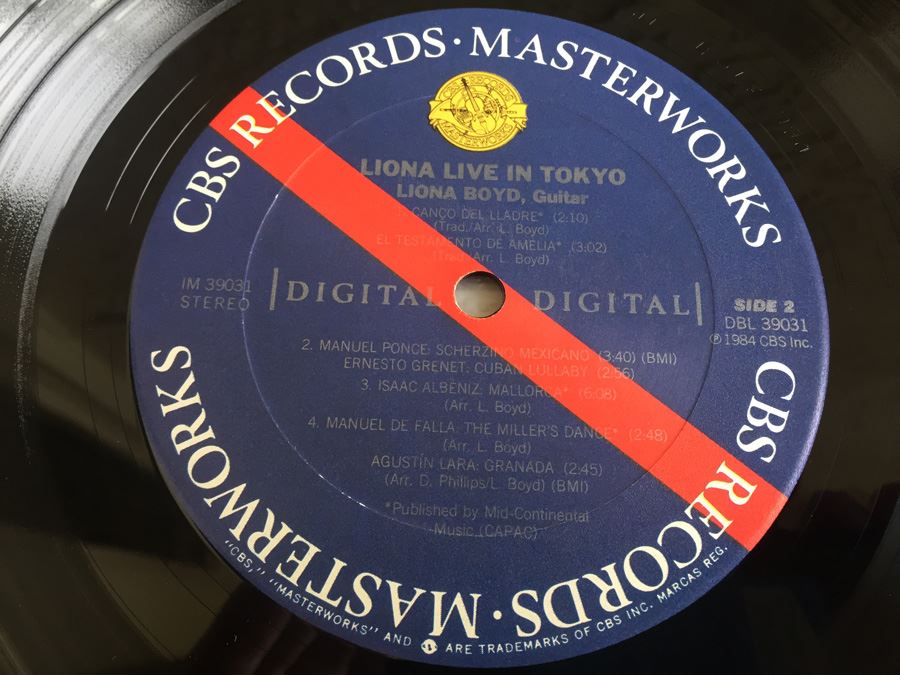 CBS RECORDS · MASTERWORKS
CBS RECORDS
MASTERWORKS
LIONA LIVE IN TOKYO
LIONA BOYD, Guitar
CANÇO DEL LLADRE* (2:10)
(Trad./Arr. L. Boyd)
EL TESTAMENTO DE AMELIA* (3:02)
(Trad./Arr. L. Boyd)
IM 39031
STEREO
DIGITAL DIGITAL
SIDE 2
DBL 39031
℗ 1984 CBS Inc.
2. MANUEL PONCE: SCHERZINO MEXICANO (3:40) (BMI)
ERNESTO GRENET: CUBAN LULLABY (2:56)
3. ISAAC ALBENIZ: MALLORCA* (6:08)
(Arr. L. Boyd)
4. MANUEL DE FALLA: THE MILLER'S DANCE* (2:48)
(Arr. L. Boyd)
AGUSTÍN LARA: GRANADA (2:45)
(Arr. D. Phillips/L. Boyd) (BMI)
*Published by Mid-Continental
Music (CAPAC)
CBS RECORDS · MASTERWORKS
"CBS," "MASTERWORKS" AND ARE TRADEMARKS OF CBS INC. MARCAS REG.